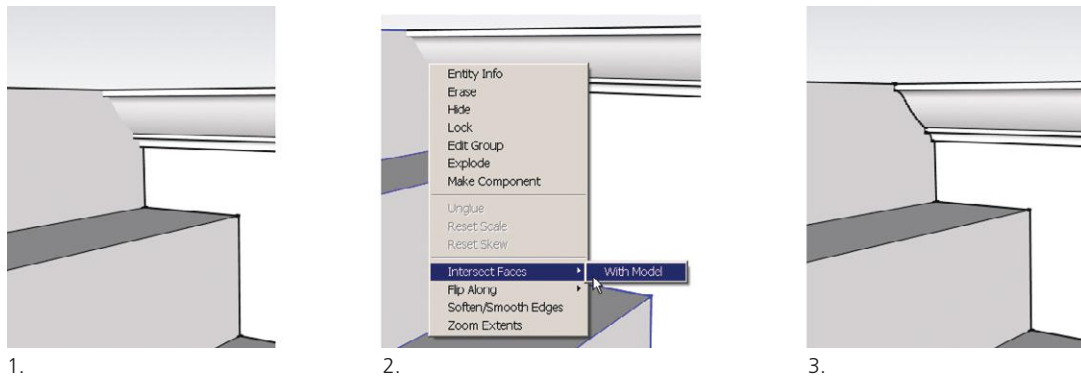 Entity Info
Erase
Hide
Lock
Edit Group
Explode
Make Component
Unglue
Reset Scale
Reset Skew
Intersect Faces
With Model
Flip Along
Soften/Smooth Edges
Zoom Extents
1.
2.
3.